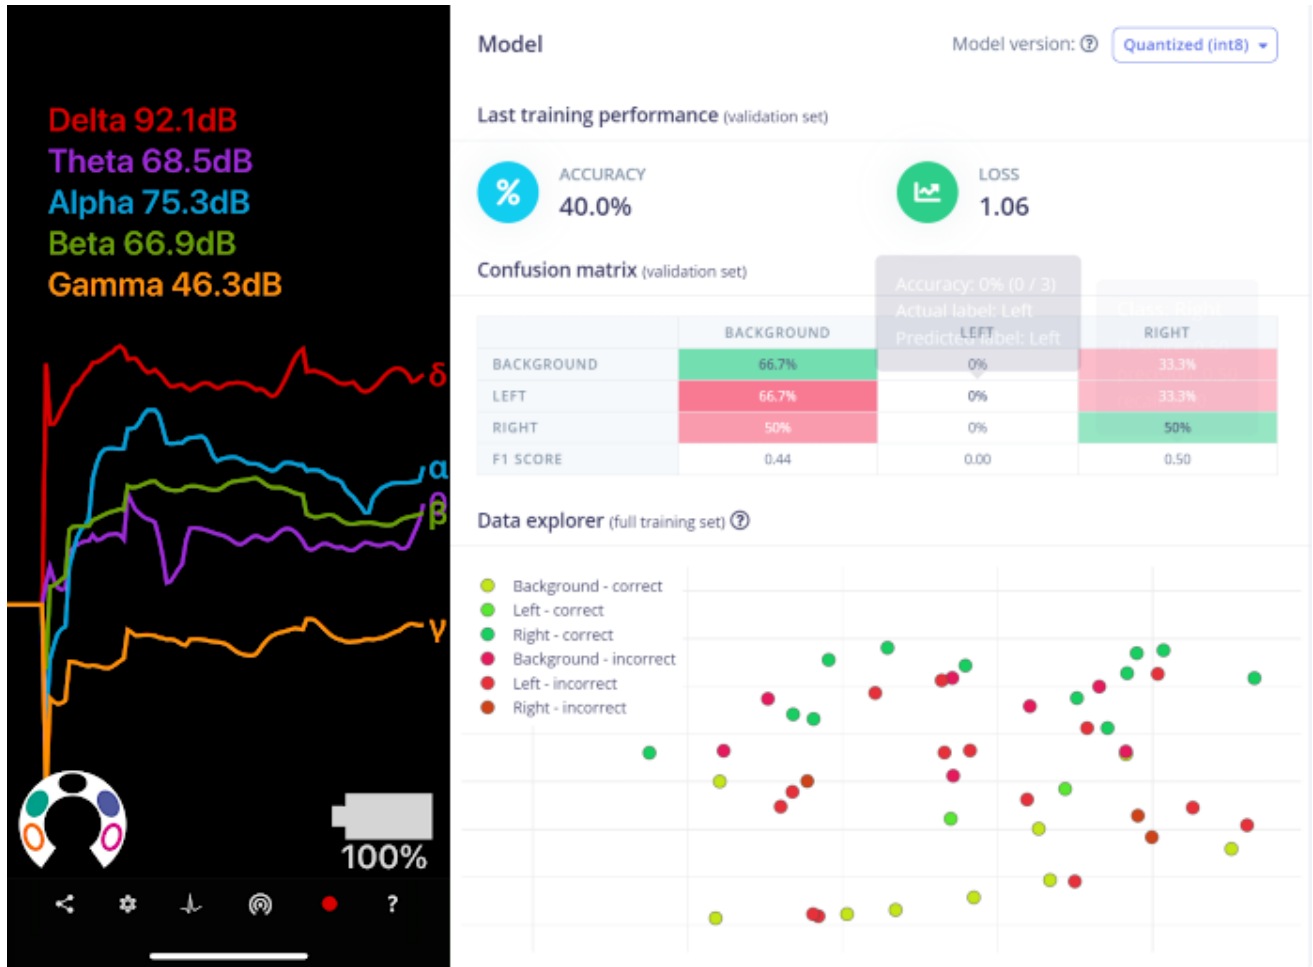 Delta 92.1dB
Theta 68.5dB
Alpha 75.3dB
Beta 66.9dB
Gamma 46.3dB
δ
α
θ
β
γ
100%
?
Model
Model version: ? Quantized (int8)
Last training performance (validation set)
%
ACCURACY
40.0%
LOSS
1.06
Confusion matrix (validation set)
Accuracy: 0% (0 / 3)
Actual label: Left
Predicted label: Left
Class: Right
BACKGROUND LEFT RIGHT
BACKGROUND 66.7% 0% 33.3%
LEFT 66.7% 0% 33.3%
RIGHT 50% 0% 50%
F1 SCORE 0.44 0.00 0.50
Data explorer (full training set) ?
Background - correct
Left - correct
Right - correct
Background - incorrect
Left - incorrect
Right - incorrect